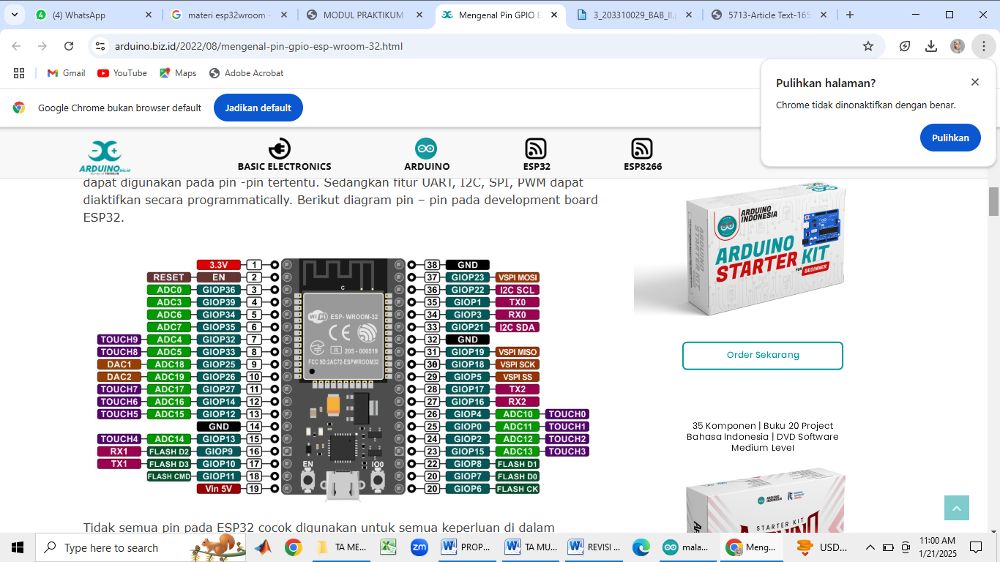 (4) WhatsApp
materi esp32wroom -
MODUL PRAKTIKUM
Mengenal Pin GPIO E
3_203310029_BAB_II.p
5713-Article Text-165
arduino.biz.id/2022/08/mengenal-pin-gpio-esp-wroom-32.html
Gmail YouTube Maps Adobe Acrobat
Pulihkan halaman?
Chrome tidak dinonaktifkan dengan benar.
Pulihkan
Google Chrome bukan browser default
Jadikan default
ARDUINO biz.id
BASIC ELECTRONICS ARDUINO ESP32 ESP8266
dapat digunakan pada pin -pin tertentu. Sedangkan fitur UART, I2C, SPI, PWM dapat
diaktifkan secara programmatically. Berikut diagram pin – pin pada development board
ESP32.
3.3V 1 38 GND
RESET EN 2 37 GIOP23 VSPI MOSI
ADC0 GIOP36 3 36 GIOP22 I2C SCL
ADC3 GIOP39 4 35 GIOP1 TX0
ADC6 GIOP34 5 34 GIOP3 RX0
ADC7 GIOP35 6 33 GIOP21 I2C SDA
TOUCH9 ADC4 GIOP32 7 32 GND
TOUCH8 ADC5 GIOP33 8 31 GIOP19 VSPI MISO
DAC1 ADC18 GIOP25 9 30 GIOP18 VSPI SCK
DAC2 ADC19 GIOP26 10 29 GIOP5 VSPI SS
TOUCH7 ADC17 GIOP27 11 28 GIOP17 TX2
TOUCH6 ADC16 GIOP14 12 27 GIOP16 RX2
TOUCH5 ADC15 GIOP12 13 26 GIOP4 ADC10 TOUCH0
GND 14 25 GIOP0 ADC11 TOUCH1
TOUCH4 ADC14 GIOP13 15 24 GIOP2 ADC12 TOUCH2
RX1 FLASH D2 GIOP9 16 23 GIOP15 ADC13 TOUCH3
TX1 FLASH D3 GIOP10 17 22 GIOP8 FLASH D1
FLASH CMD GIOP11 18 20 GIOP7 FLASH D0
Vin 5V 19 20 GIOP6 FLASH CK
C
WiFi ESP- WROOM-32
CE
R 205 - 000519
FCC 9D:2AC72-ESPWROOM32
EN IO0
Tidak semua pin pada ESP32 cocok digunakan untuk semua keperluan di dalam
ARDUINO
INDONESIA
ARDUINO
STARTER KIT
FOR BEGINNER
Order Sekarang
35 Komponen | Buku 20 Project
Bahasa Indonesia | DVD Software
Medium Level
ARDUINO
INDONESIA
STARTER KIT
Type here to search
TA ME...
zm
PROP...
TA MU...
REVISI ...
mala...
Meng...
USD...
11:00 AM
1/21/2025